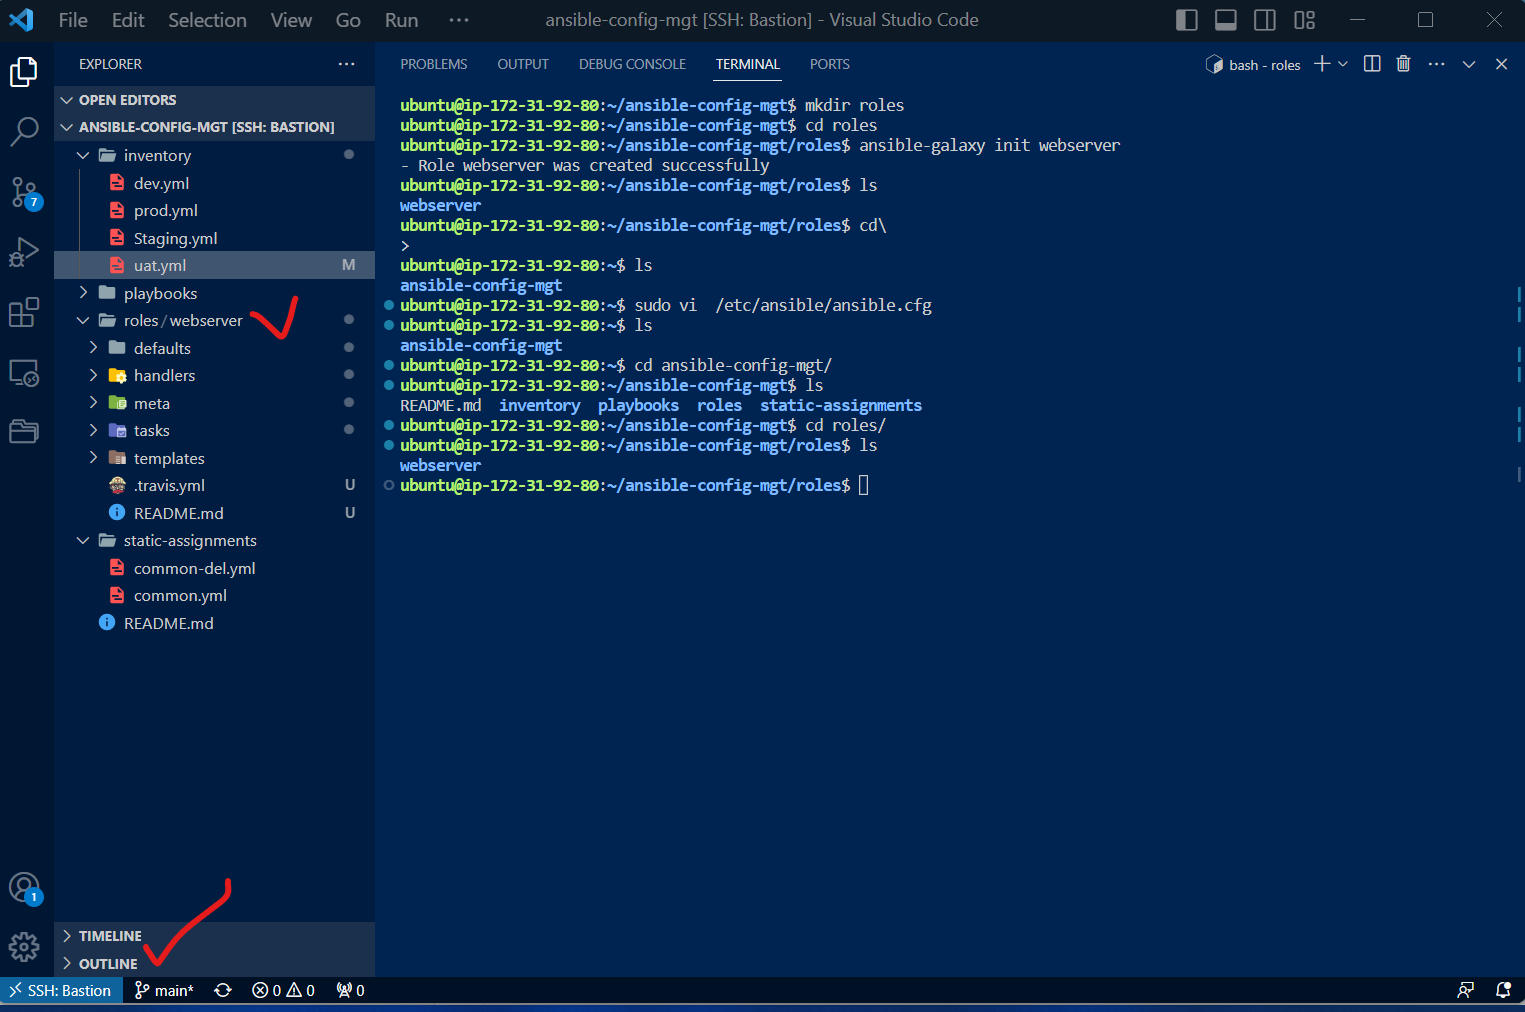 File Edit Selection View Go Run ··· ansible-config-mgt [SSH: Bastion] - Visual Studio Code
EXPLORER ···
OPEN EDITORS
ANSIBLE-CONFIG-MGT [SSH: BASTION]
inventory
dev.yml
prod.yml
Staging.yml
uat.yml M
playbooks
roles/webserver
defaults
handlers
meta
tasks
templates
.travis.yml U
README.md U
static-assignments
common-del.yml
common.yml
README.md
TIMELINE
OUTLINE
7
1
PROBLEMS OUTPUT DEBUG CONSOLE TERMINAL PORTS bash - roles ···
ubuntu@ip-172-31-92-80:~/ansible-config-mgt$ mkdir roles
ubuntu@ip-172-31-92-80:~/ansible-config-mgt$ cd roles
ubuntu@ip-172-31-92-80:~/ansible-config-mgt/roles$ ansible-galaxy init webserver
- Role webserver was created successfully
ubuntu@ip-172-31-92-80:~/ansible-config-mgt/roles$ ls
webserver
ubuntu@ip-172-31-92-80:~/ansible-config-mgt/roles$ cd\
>
ubuntu@ip-172-31-92-80:~$ ls
ansible-config-mgt
ubuntu@ip-172-31-92-80:~$ sudo vi  /etc/ansible/ansible.cfg
ubuntu@ip-172-31-92-80:~$ ls
ansible-config-mgt
ubuntu@ip-172-31-92-80:~$ cd ansible-config-mgt/
ubuntu@ip-172-31-92-80:~/ansible-config-mgt$ ls
README.md  inventory  playbooks  roles  static-assignments
ubuntu@ip-172-31-92-80:~/ansible-config-mgt$ cd roles/
ubuntu@ip-172-31-92-80:~/ansible-config-mgt/roles$ ls
webserver
ubuntu@ip-172-31-92-80:~/ansible-config-mgt/roles$
SSH: Bastion main* 0 0 0